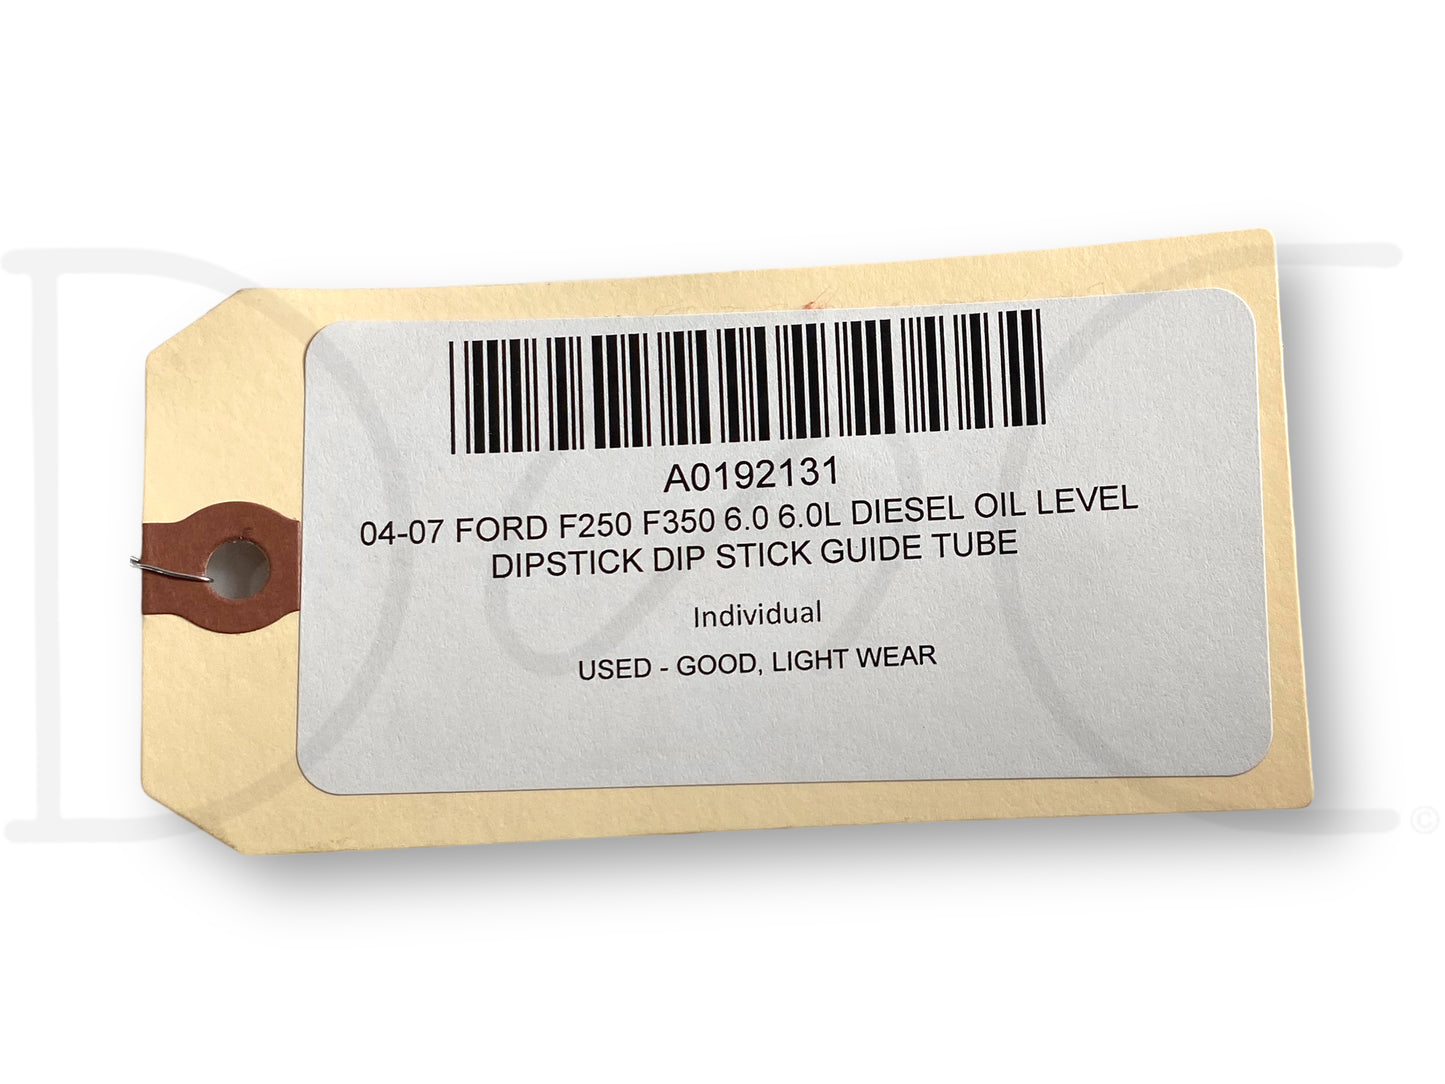 A0192131
04-07 FORD F250 F350 6.0 6.0L DIESEL OIL LEVEL
DIPSTICK DIP STICK GUIDE TUBE
Individual
USED - GOOD, LIGHT WEAR
D C
©